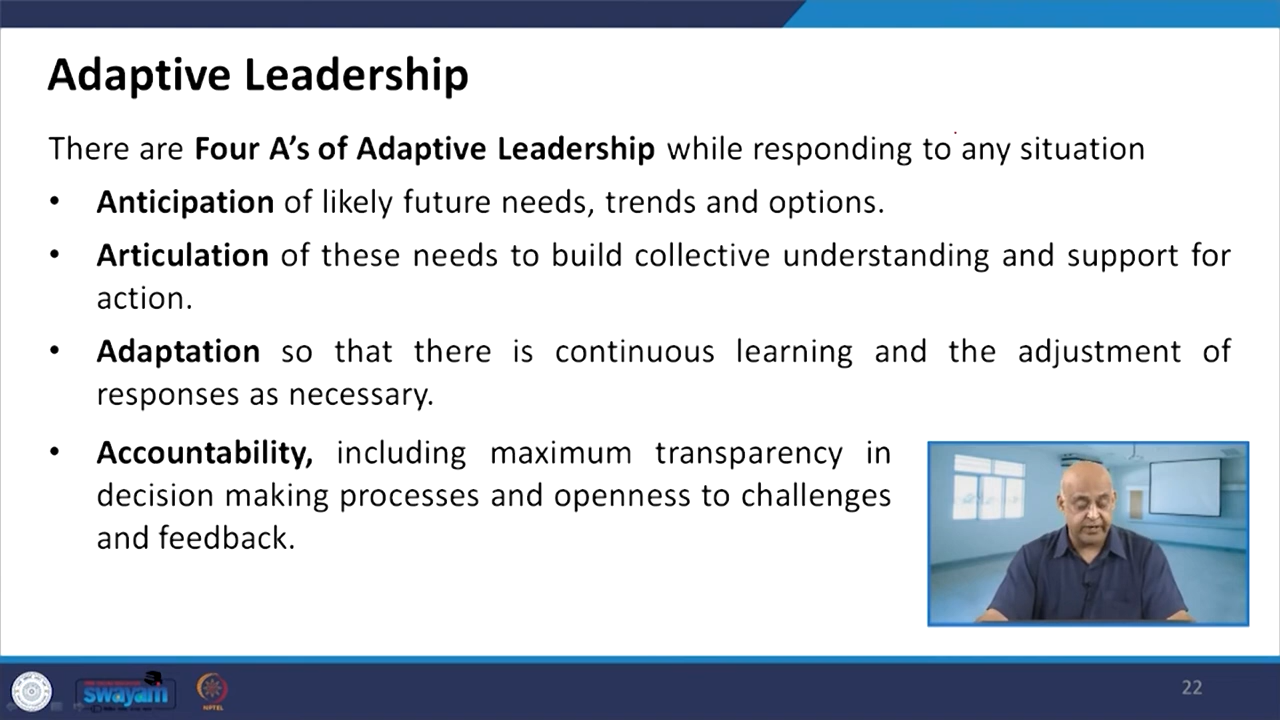 Adaptive Leadership
There are Four A’s of Adaptive Leadership while responding to any situation
• Anticipation of likely future needs, trends and options.
• Articulation of these needs to build collective understanding and support for
action.
• Adaptation so that there is continuous learning and the adjustment of
responses as necessary.
• Accountability, including maximum transparency in
decision making processes and openness to challenges
and feedback.
swayam
NPTEL
22